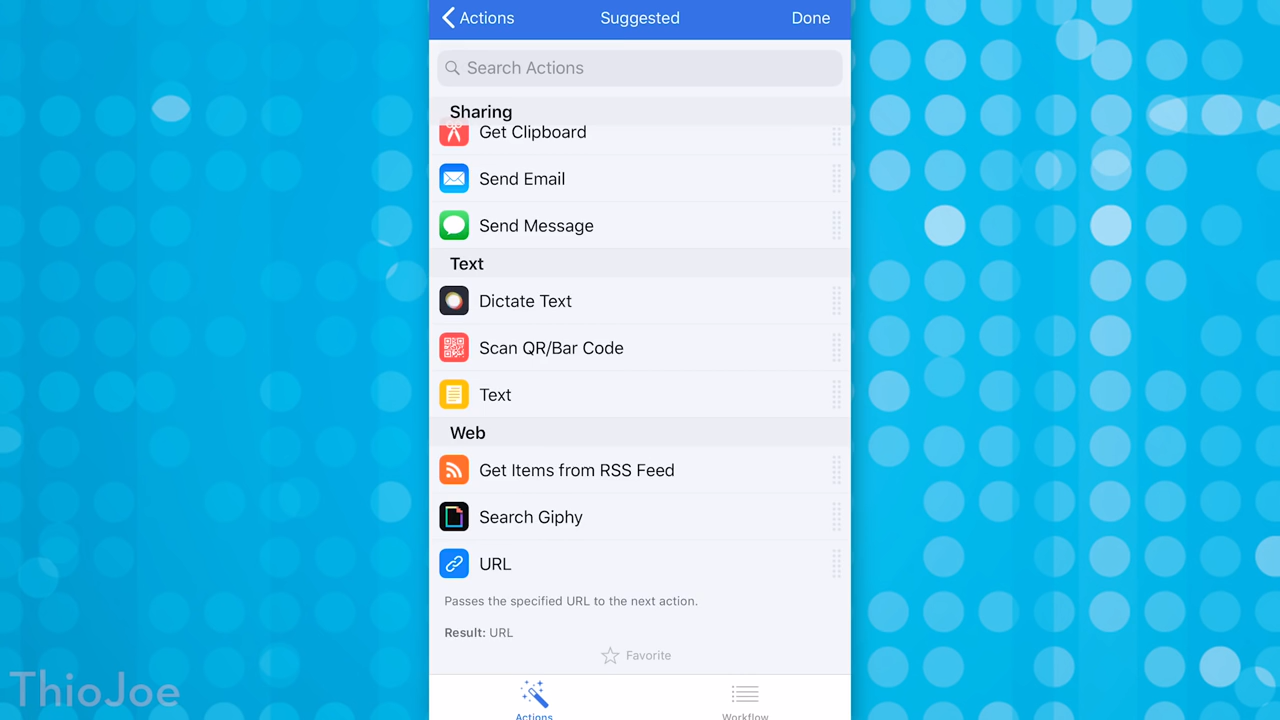 Actions Suggested Done
Search Actions
Sharing
Get Clipboard
Send Email
Send Message
Text
Dictate Text
Scan QR/Bar Code
Text
Web
Get Items from RSS Feed
Search Giphy
URL
Passes the specified URL to the next action.
Result: URL
Favorite
Actions Workflow
ThioJoe